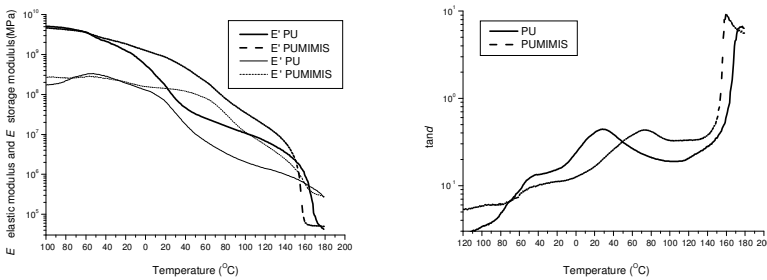 10^10
10^9
10^8
10^7
10^6
10^5
E elastic modulus and E storage modululs(MPa)
E' PU
E' PUMIMIS
E' PU
E' PUMIMIS
100 80 60 40 20 0 20 40 60 80 100 120 140 160 180 200
Temperature (°C)
10^1
10^0
10^1
tand
PU
PUMIMIS
120 100 80 60 40 20 0 20 40 60 80 100 120 140 160 180 20
Temperature (°C)